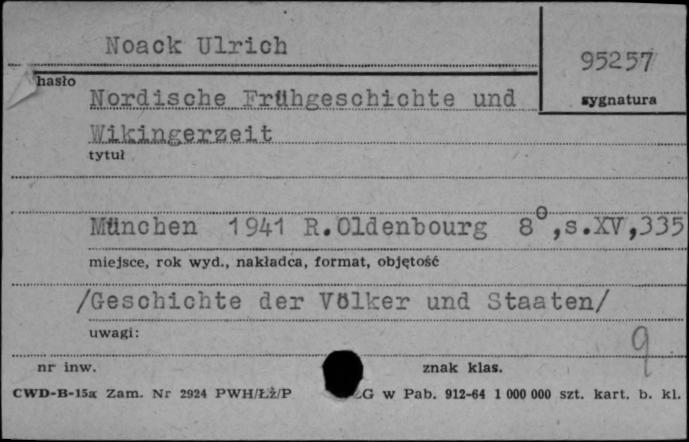 Noack Ulrich
95257
hasło
sygnatura
Nordische Frühgeschichte und
Wikingerzeit
tytuł
München 1941 R.Oldenbourg 8⁰,s.XV,335
miejsce, rok wyd., nakładca, format, objętość
/Geschichte der Völker und Staaten/
uwagi:
9
nr inw. znak klas.
CWD-B-15a Zam. Nr 2924 PWH/Łż/P G w Pab. 912-64 1 000 000 szt. kart. b. kl.